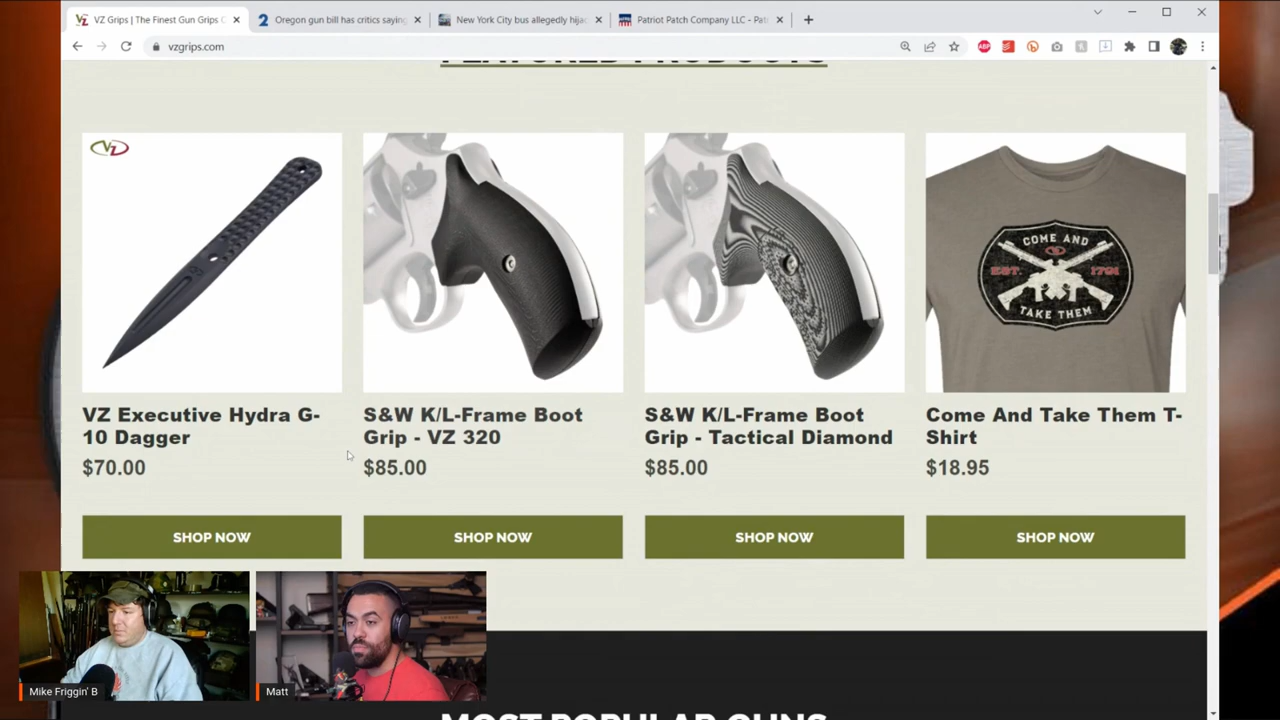 VZ Grips | The Finest Gun Grips C
Oregon gun bill has critics saying
New York City bus allegedly hijac
Patriot Patch Company LLC - Pat
vzgrips.com
FEATURED PRODUCTS
VZ
COME AND
EST. 1791
TAKE THEM
VZ Executive Hydra G-
10 Dagger
$70.00
S&W K/L-Frame Boot
Grip - VZ 320
$85.00
S&W K/L-Frame Boot
Grip - Tactical Diamond
$85.00
Come And Take Them T-
Shirt
$18.95
SHOP NOW
SHOP NOW
SHOP NOW
SHOP NOW
Mike Friggin' B
Matt
MOST POPULAR GUNS